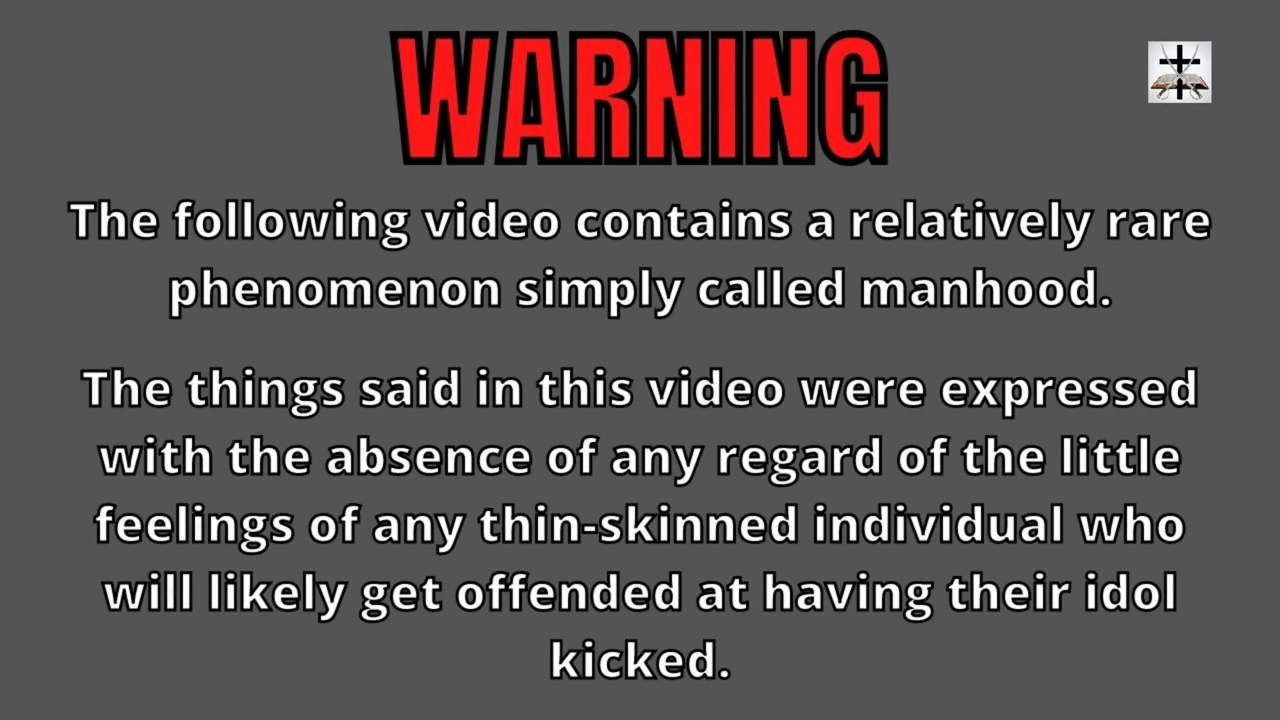 WARNING
The following video contains a relatively rare
phenomenon simply called manhood.
The things said in this video were expressed
with the absence of any regard of the little
feelings of any thin-skinned individual who
will likely get offended at having their idol
kicked.